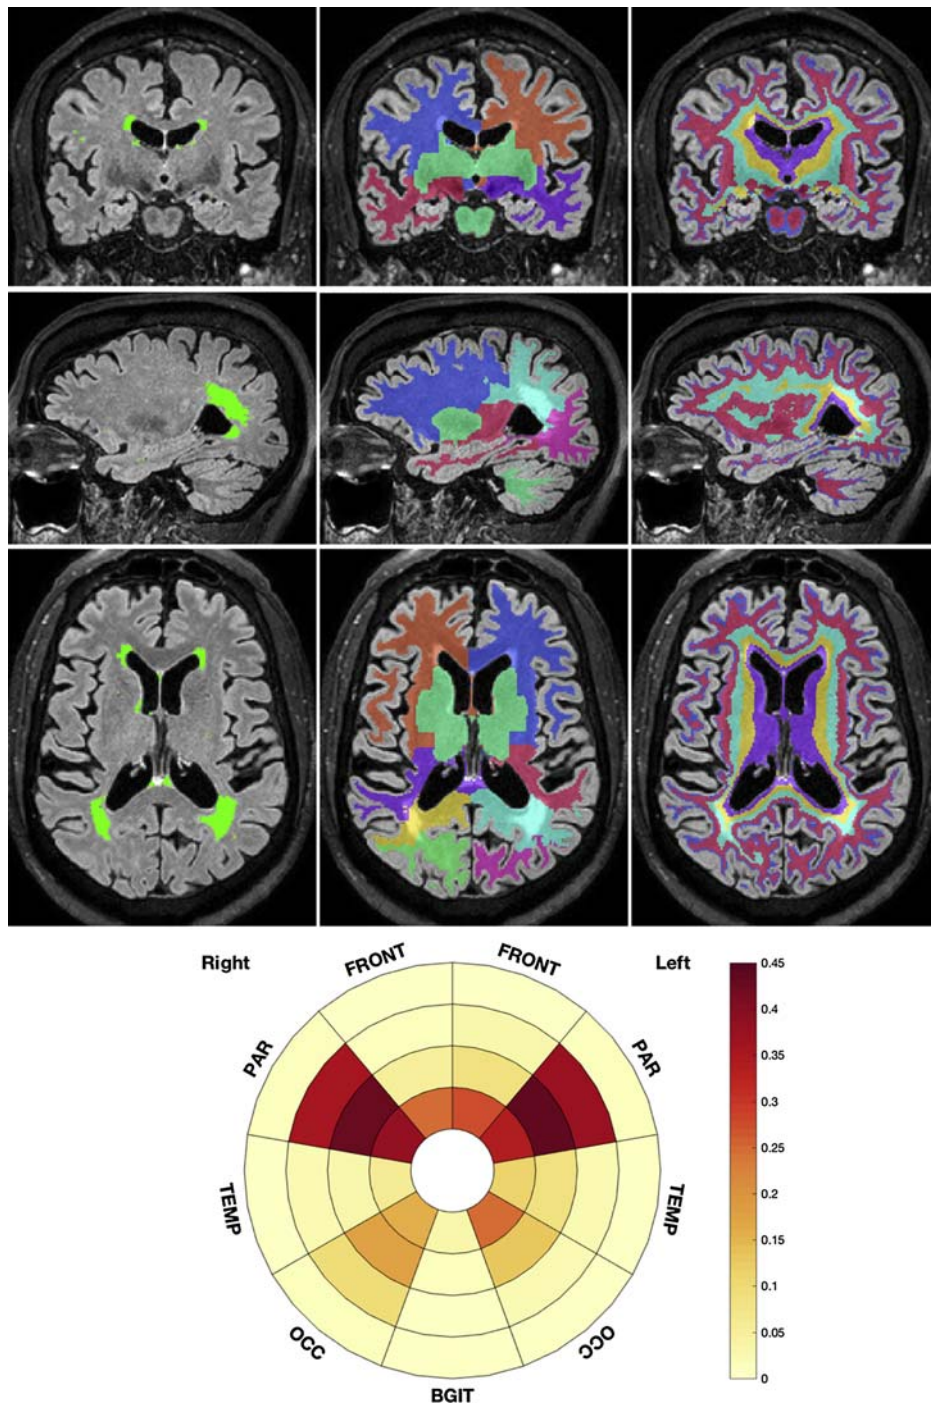 Right
FRONT
FRONT
Left
PAR
PAR
TEMP
TEMP
OCC
OCC
BGIT
0.45
0.4
0.35
0.3
0.25
0.2
0.15
0.1
0.05
0